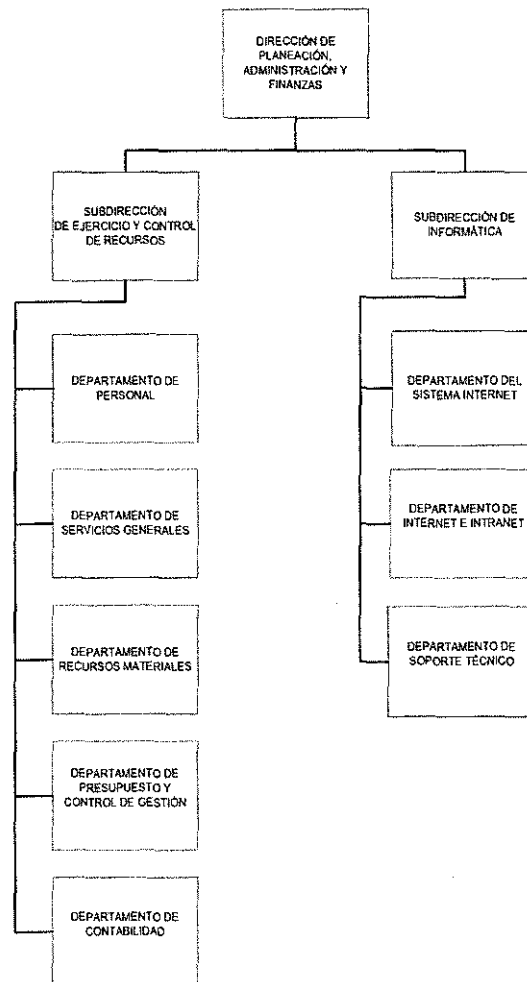 DIRECCIÓN DE
PLANEACIÓN,
ADMINISTRACIÓN Y
FINANZAS
SUBDIRECCIÓN
DE EJERCICIO Y CONTROL
DE RECURSOS
SUBDIRECCIÓN DE
INFORMÁTICA
DEPARTAMENTO DE
PERSONAL
DEPARTAMENTO DE
SERVICIOS GENERALES
DEPARTAMENTO DE
RECURSOS MATERIALES
DEPARTAMENTO DE
PRESUPUESTO Y
CONTROL DE GESTIÓN
DEPARTAMENTO DE
CONTABILIDAD
DEPARTAMENTO DEL
SISTEMA INTERNET
DEPARTAMENTO DE
INTERNET E INTRANET
DEPARTAMENTO DE
SOPORTE TÉCNICO